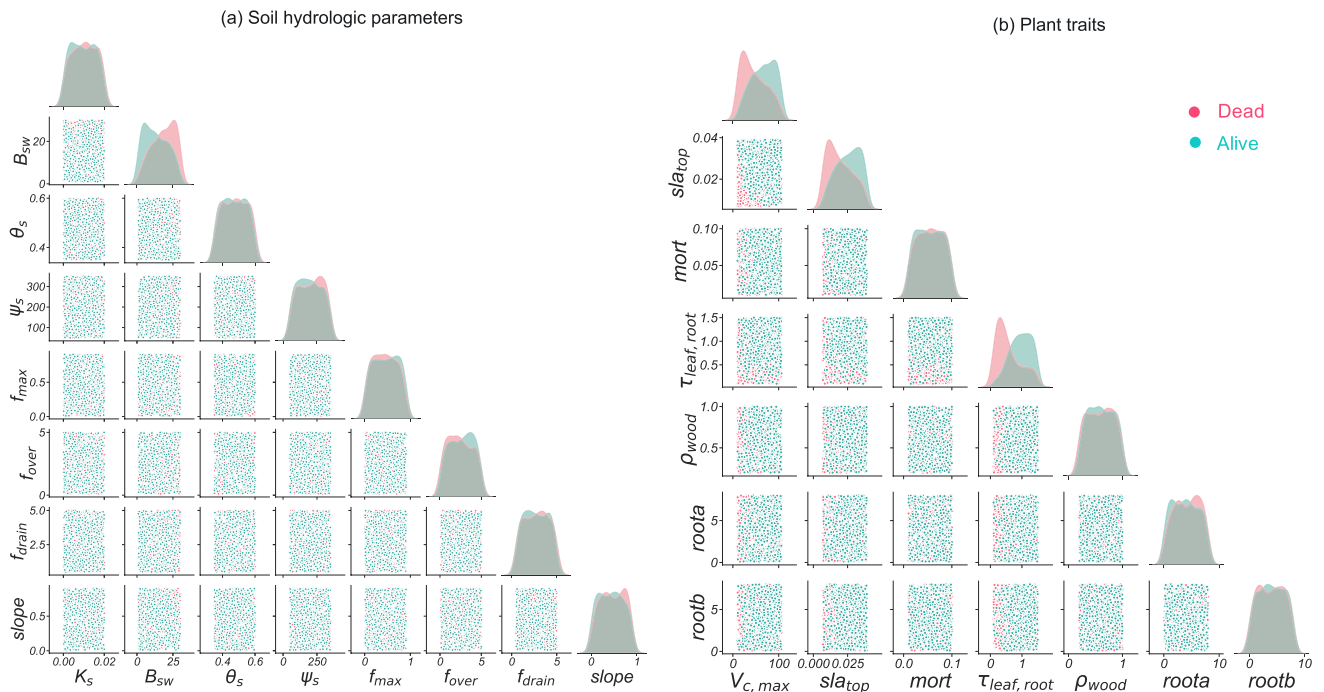 (a) Soil hydrologic parameters
(b) Plant traits
Dead
Alive
B_sw
20
0
θ_s
0.6
0.4
ψ_s
300
200
100
f_max
0.5
0.0
f_over
5
0
f_drain
5.0
2.5
slope
0.5
0.0
0.00 0.02 0 25 0.4 0.6 0 250 0 1 0 5 0 5 0 1
K_s B_sw θ_s ψ_s f_max f_over f_drain slope
sla_top
0.04
0.02
mort
0.10
0.05
τ_leaf, root
1.5
1.0
0.5
ρ_wood
1.0
0.5
roota
5
0
rootb
5
0
0 100 0.000 0.025 0.0 0.1 0 1 0 1 0 10 0 10
V_c, max sla_top mort τ_leaf, root ρ_wood roota rootb